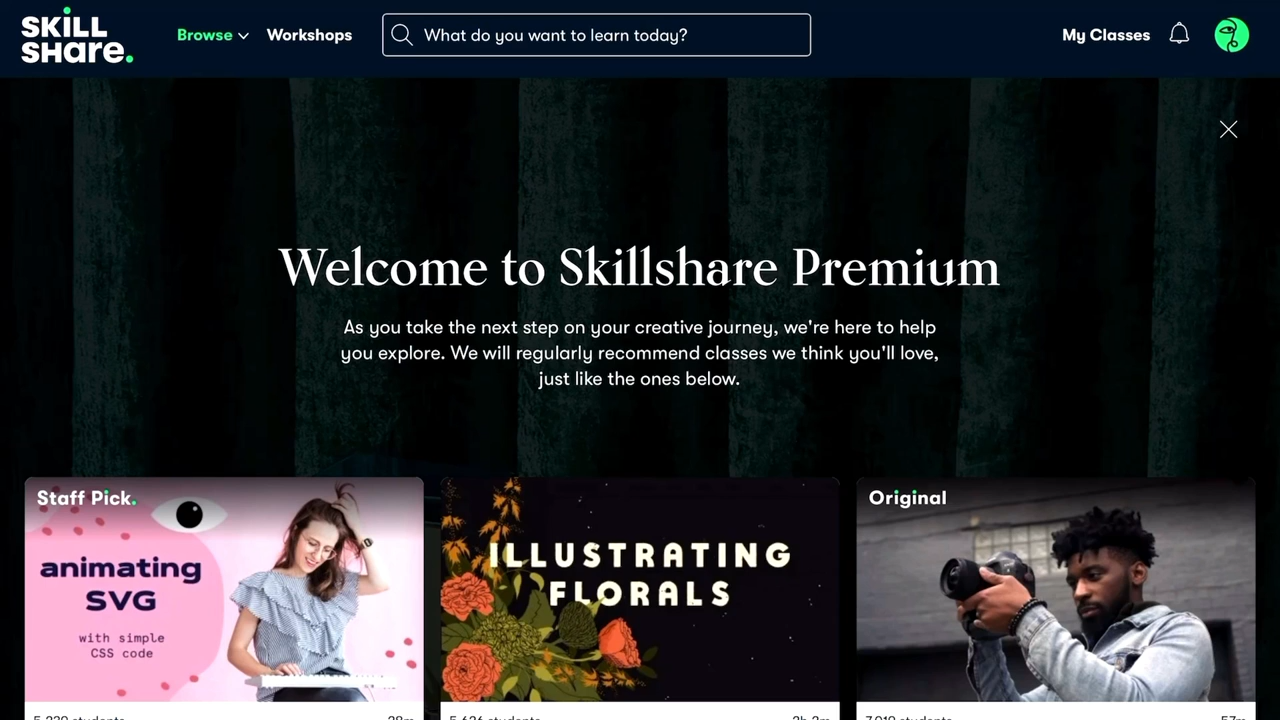 SKILL
SHare.
Browse
Workshops
What do you want to learn today?
My Classes
Welcome to Skillshare Premium
As you take the next step on your creative journey, we're here to help
you explore. We will regularly recommend classes we think you'll love,
just like the ones below.
Staff Pick.
animating
SVG
with simple
CSS code
ILLUSTRATING
FLORALS
Original
students
students
students